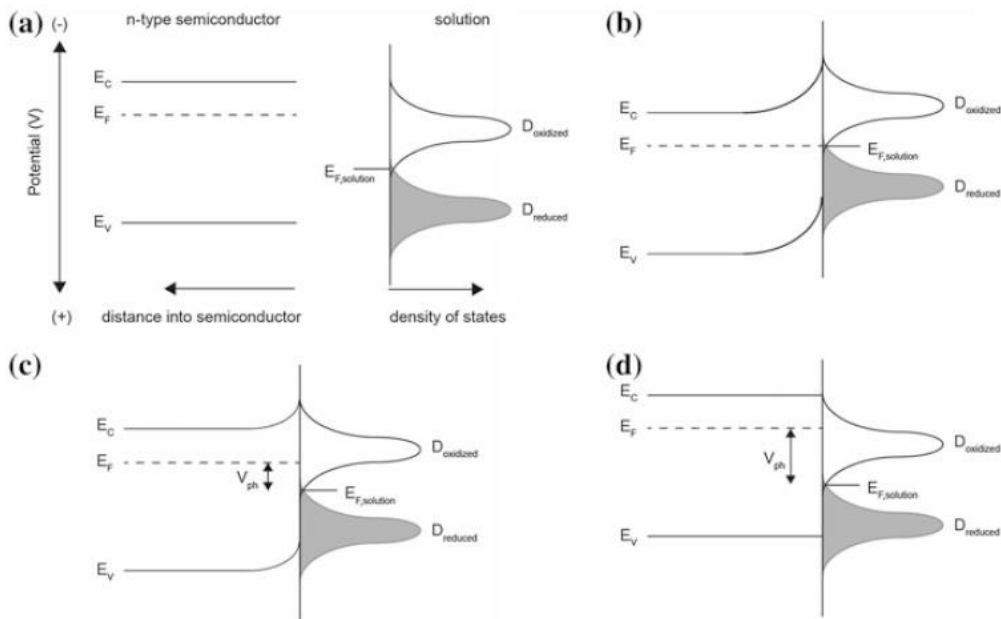 (a) (-) n-type semiconductor solution
E_C
E_F
Potential (V)
D_oxidized
E_F,solution
D_reduced
E_V
(+) distance into semiconductor density of states
(b)
D_oxidized
E_C
E_F
E_F,solution
D_reduced
E_V
(c)
E_C
D_oxidized
E_F
V_ph
E_F,solution
D_reduced
E_V
(d)
E_C
E_F
D_oxidized
V_ph
E_F,solution
D_reduced
E_V